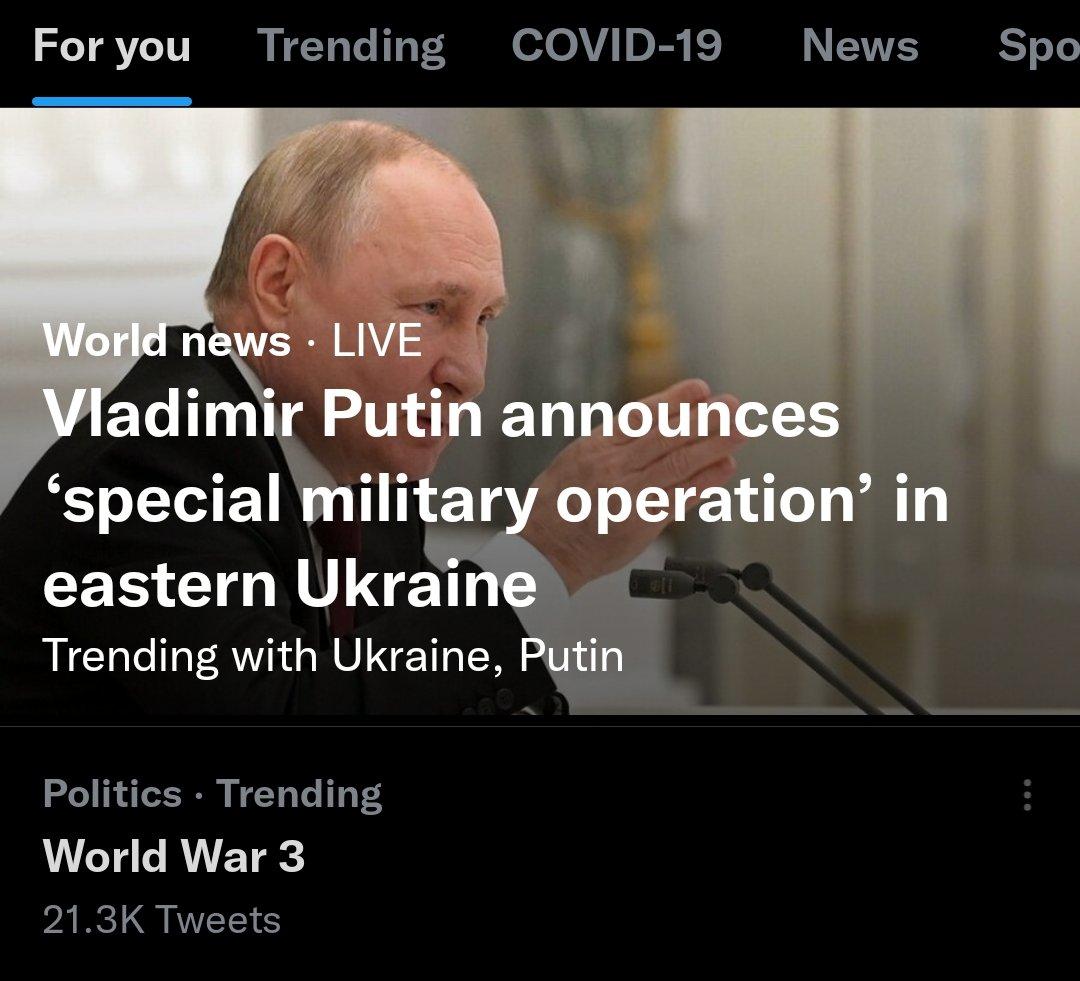 For you Trending COVID-19 News Spo
World news · LIVE
Vladimir Putin announces
‘special military operation’ in
eastern Ukraine
Trending with Ukraine, Putin
Politics · Trending
World War 3
21.3K Tweets